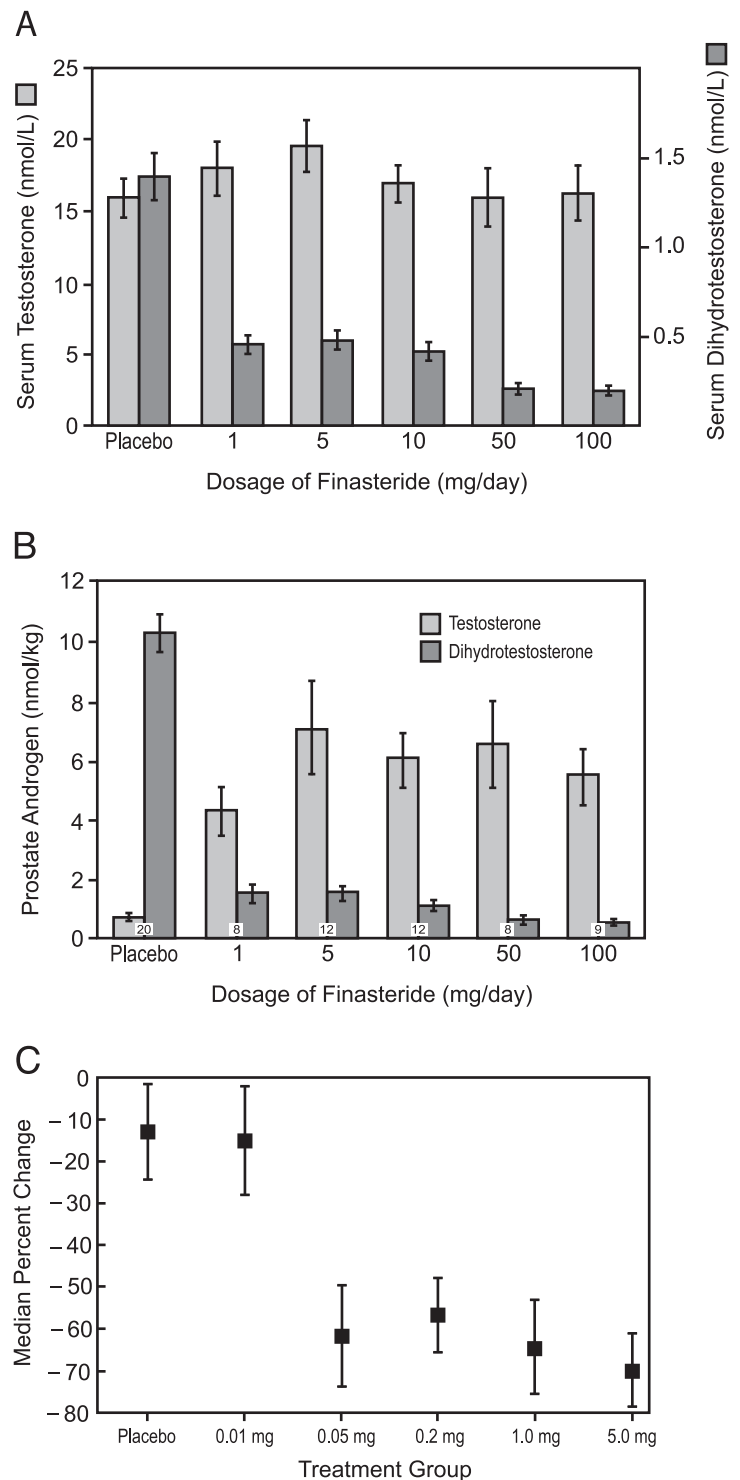 A
Serum Testosterone (nmol/L)
25
20
15
10
5
0
Serum Dihydrotestosterone (nmol/L)
1.5
1.0
0.5
Placebo 1 5 10 50 100
Dosage of Finasteride (mg/day)
B
Prostate Androgen (nmol/kg)
12
10
8
6
4
2
0
Testosterone
Dihydrotestosterone
20 8 12 12 8 9
Placebo 1 5 10 50 100
Dosage of Finasteride (mg/day)
C
Median Percent Change
0
–10
–20
–30
–40
–50
–60
–70
–80
Placebo 0.01 mg 0.05 mg 0.2 mg 1.0 mg 5.0 mg
Treatment Group